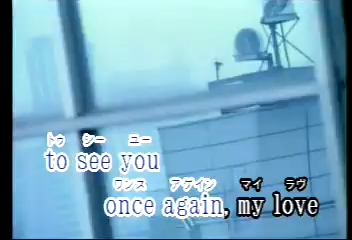 トゥ シー ユー
to see you
ワンス アゲイン マイ ラヴ
once again, my love